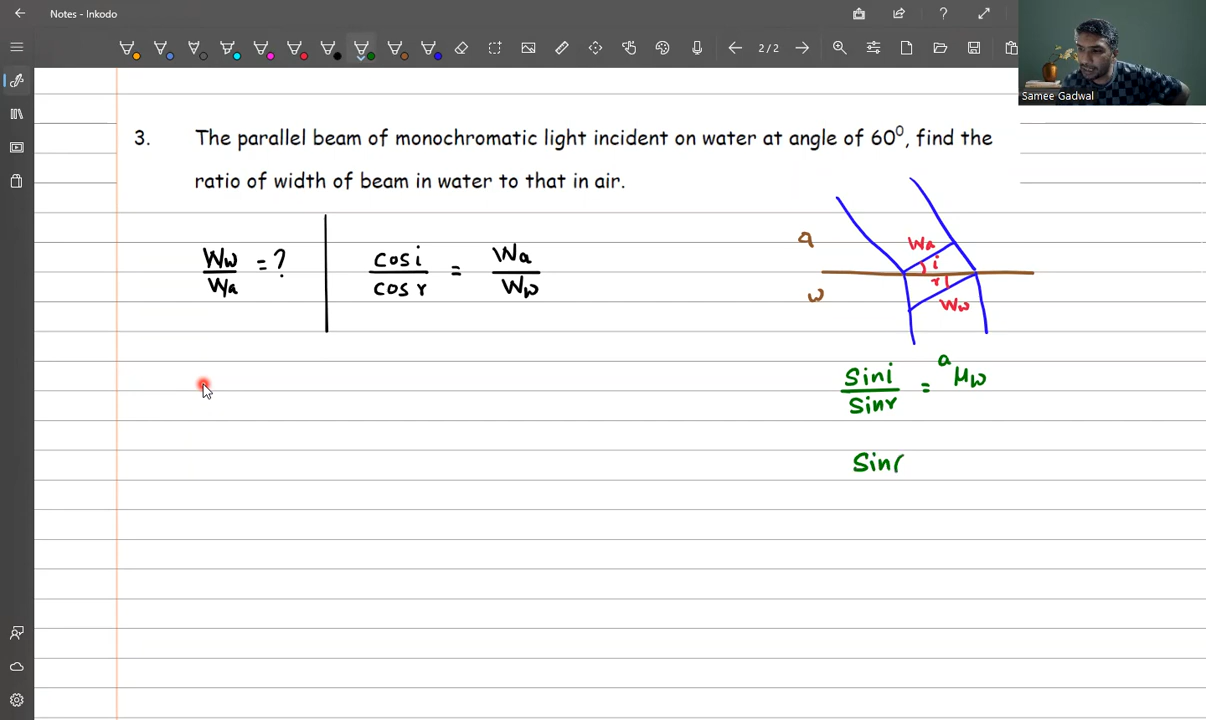 Notes - Inkodo
2/2
Samee Gadwal
3. The parallel beam of monochromatic light incident on water at angle of 60⁰, find the
ratio of width of beam in water to that in air.
Ww/Wa = ?
cos i/cos r = Wa/Ww
a
w
Wa
i
r
Ww
Sini/Sinr = aμw
Sin(